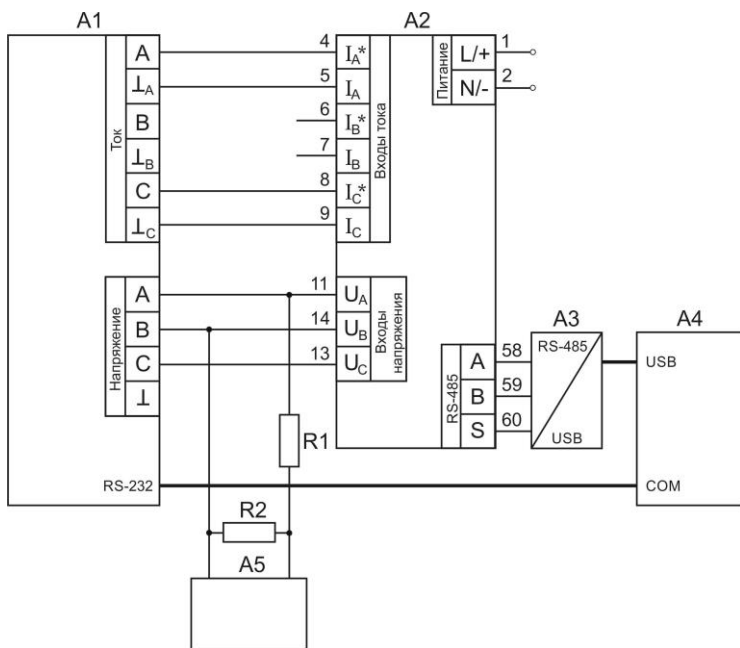 A1
A2
Ток
A
⊥A
B
⊥B
C
⊥C
4
5
6
7
8
9
IA*
IA
IB*
IB
IC*
IC
Входы тока
Питание
L/+
N/-
1
2
Напряжение
A
B
C
⊥
11
14
13
UA
UB
UC
Входы
напряжения
RS-485
A
B
S
58
59
60
A3
RS-485
USB
A4
USB
COM
R1
RS-232
R2
A5